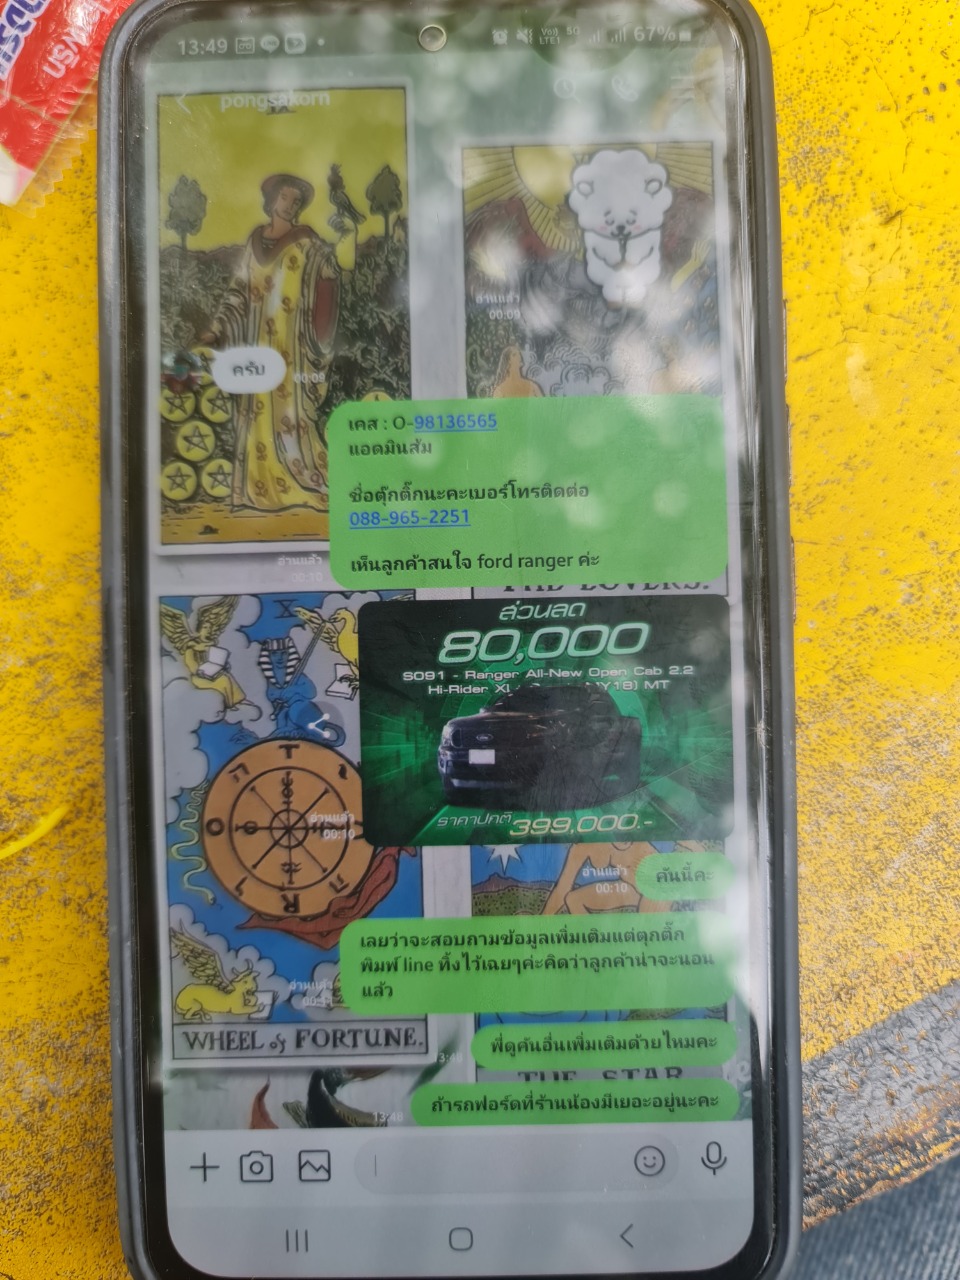 13:49
67%
pongsakorn
อ่านแล้ว
00:09
ครับ
00:09
เคส : O-98136565
แอดมินส้ม
ชื่อตุ๊กติ๊กนะคะเบอร์โทรติดต่อ
088-965-2251
เห็นลูกค้าสนใจ ford ranger ค่ะ
อ่านแล้ว
00:10
THE LOVERS.
X
ส่วนลด
80,000
S091 - Ranger All-New Open Cab 2.2
Hi-Rider
MT
ราคาปกติ 399,000.-
อ่านแล้ว
00:10
อ่านแล้ว
00:10
คันนี้คะ
เลยว่าจะสอบถามข้อมูลเพิ่มเติมแต่ตุกติ๊ก
พิมพ์ line ทิ้งไว้เฉยๆค่ะคิดว่าลูกค้าน่าจะนอน
แล้ว
อ่านแล้ว
WHEEL of FORTUNE.
พี่ดูคันอื่นเพิ่มเติมด้ายไหมคะ
THE STAR
13:48
ถ้ารถฟอร์ดที่ร้านน้องมีเยอะอยู่นะคะ